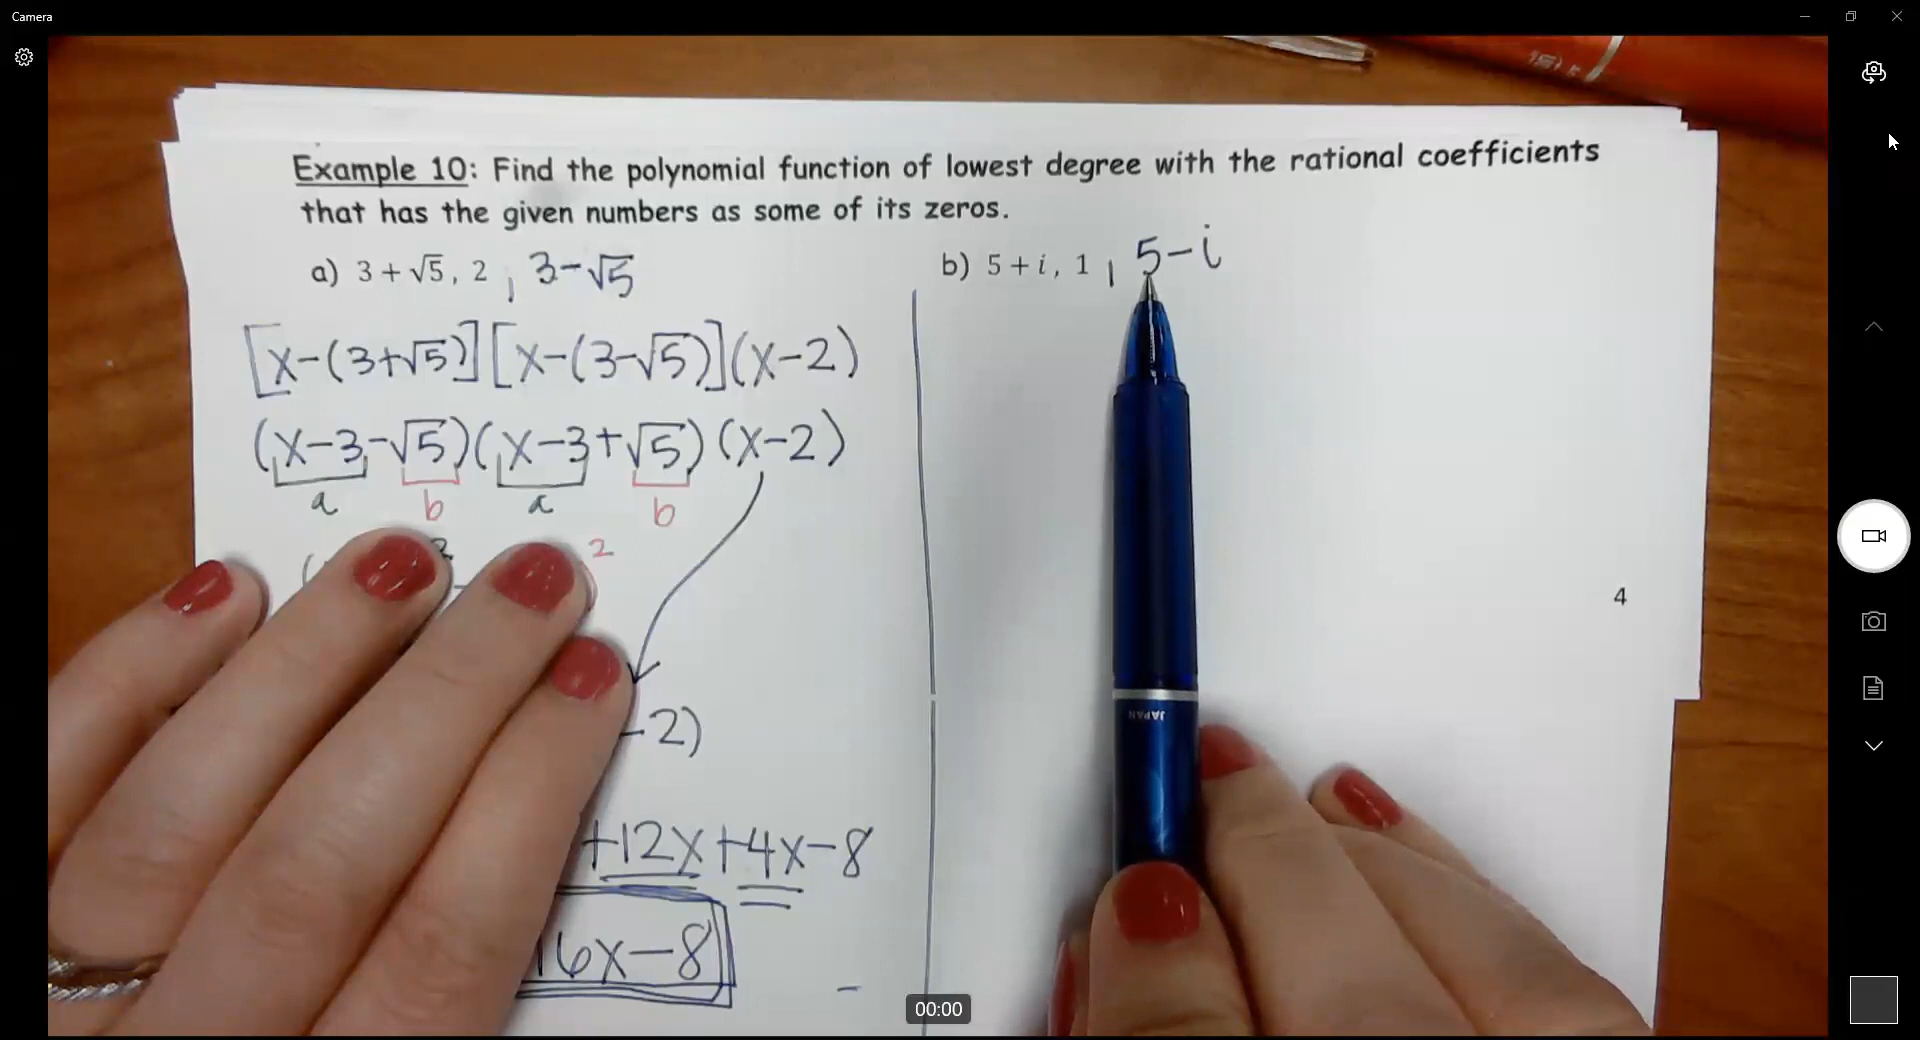 Camera
Example 10: Find the polynomial function of lowest degree with the rational coefficients
that has the given numbers as some of its zeros.
a) 3 + √5, 2 , 3-√5
[x-(3+√5)][x-(3-√5)](x-2)
(x-3-√5)(x-3+√5)(x-2)
a b a b
2 2
-2)
+12x+4x-8
16x-8
b) 5 + i, 1 , 5-i
4
JAPAN
00:00